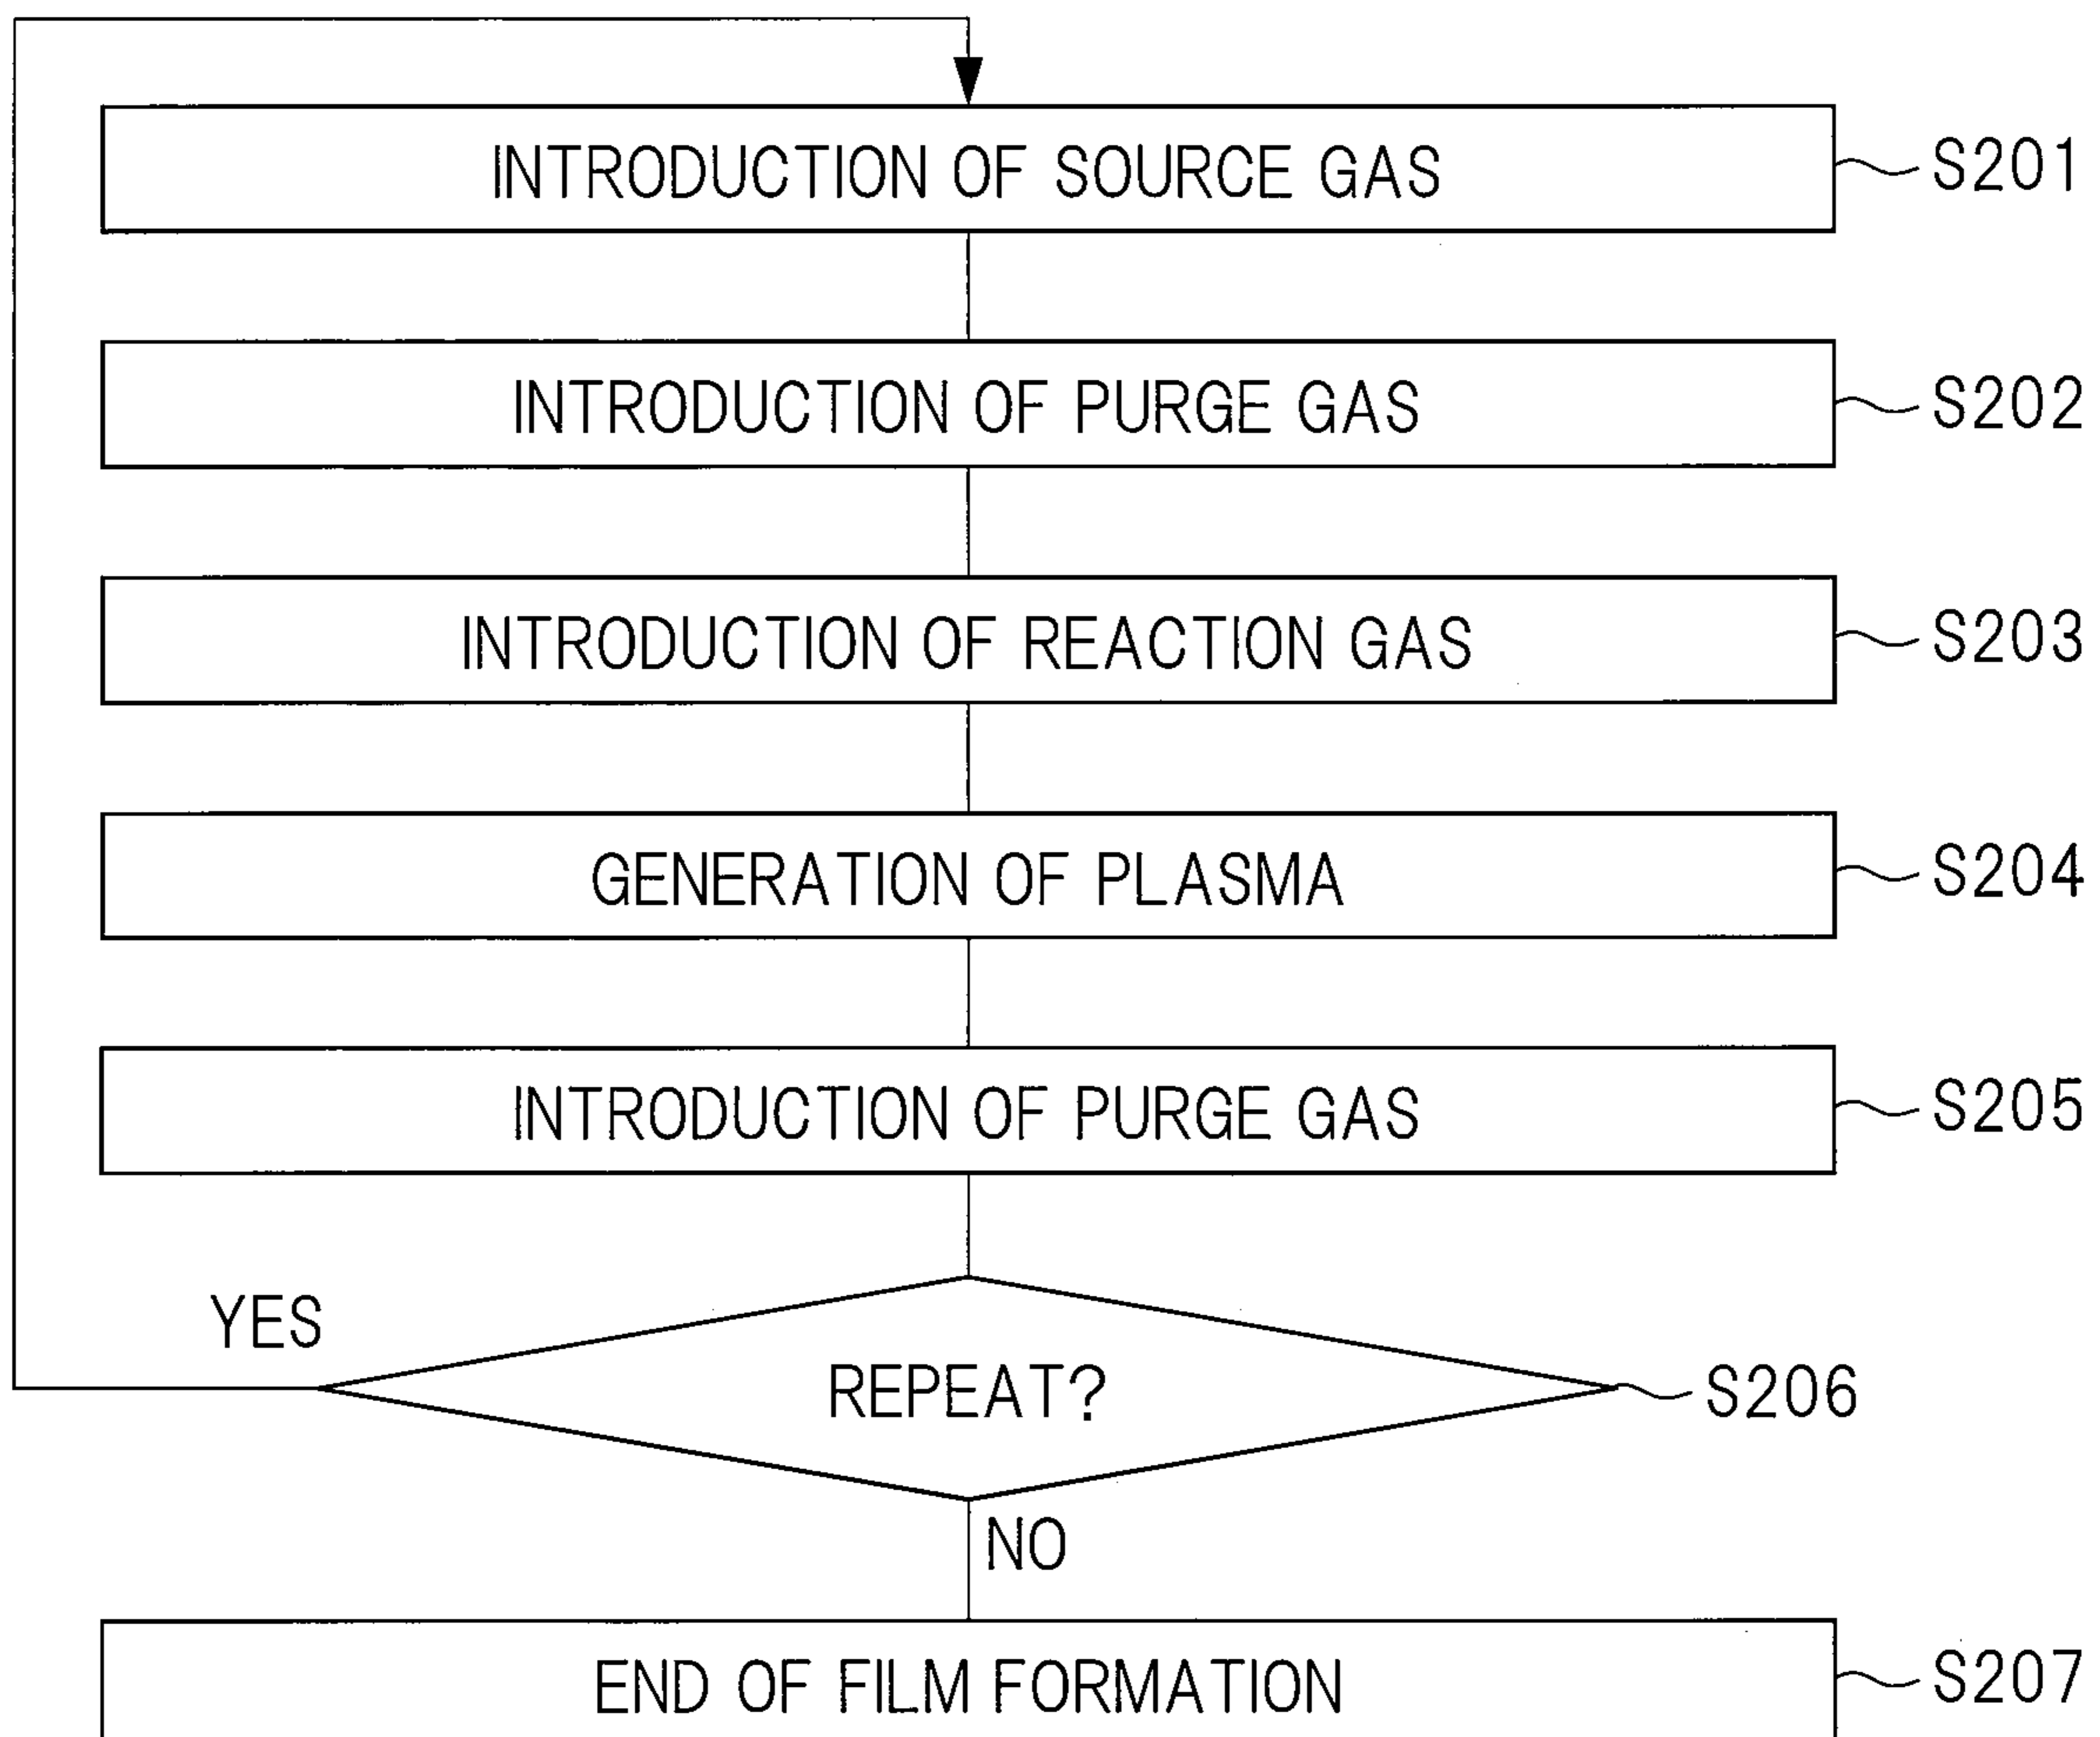 INTRODUCTION OF SOURCE GAS S201
INTRODUCTION OF PURGE GAS S202
INTRODUCTION OF REACTION GAS S203
GENERATION OF PLASMA S204
INTRODUCTION OF PURGE GAS S205
YES
REPEAT? S206
NO
END OF FILM FORMATION S207